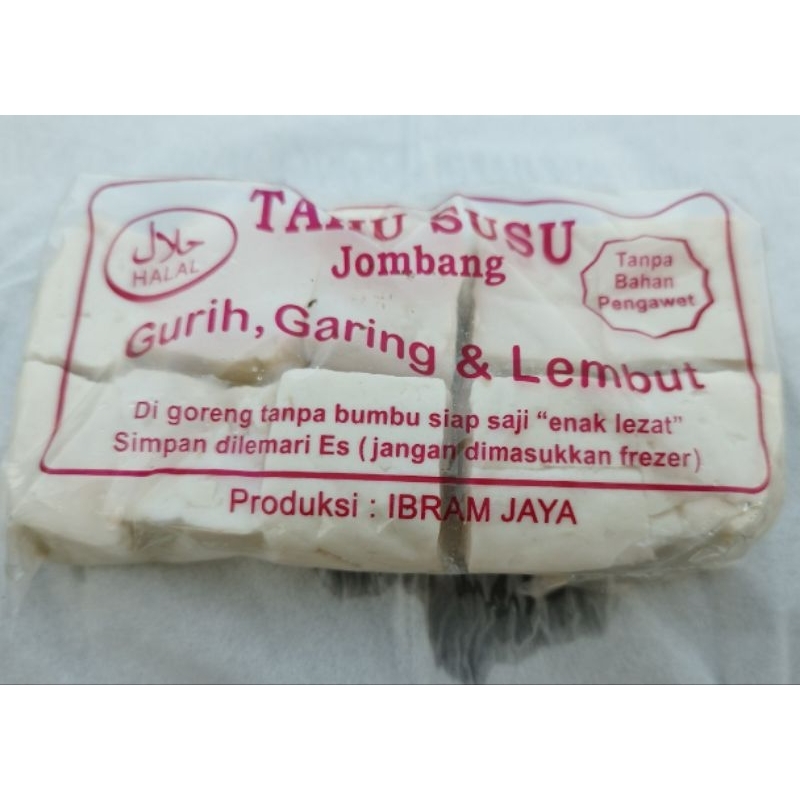 TAHU SUSU
Jombang
حلال
HALAL
Tanpa
Bahan
Pengawet
Gurih, Garing & Lembut
Di goreng tanpa bumbu siap saji “enak lezat”
Simpan dilemari Es (jangan dimasukkan frezer)
Produksi : IBRAM JAYA